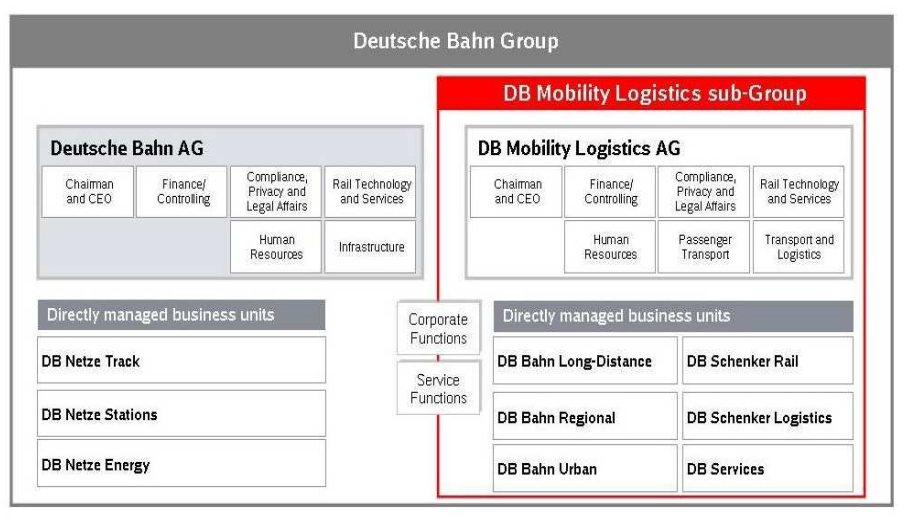 Deutsche Bahn Group
DB Mobility Logistics sub-Group
Deutsche Bahn AG
Chairman
and CEO
Finance/
Controlling
Compliance,
Privacy and
Legal Affairs
Rail Technology
and Services
Human
Resources
Infrastructure
DB Mobility Logistics AG
Chairman
and CEO
Finance/
Controlling
Compliance,
Privacy and
Legal Affairs
Rail Technology
and Services
Human
Resources
Passenger
Transport
Transport and
Logistics
Directly managed business units
DB Netze Track
DB Netze Stations
DB Netze Energy
Corporate
Functions
Service
Functions
Directly managed business units
DB Bahn Long-Distance
DB Schenker Rail
DB Bahn Regional
DB Schenker Logistics
DB Bahn Urban
DB Services